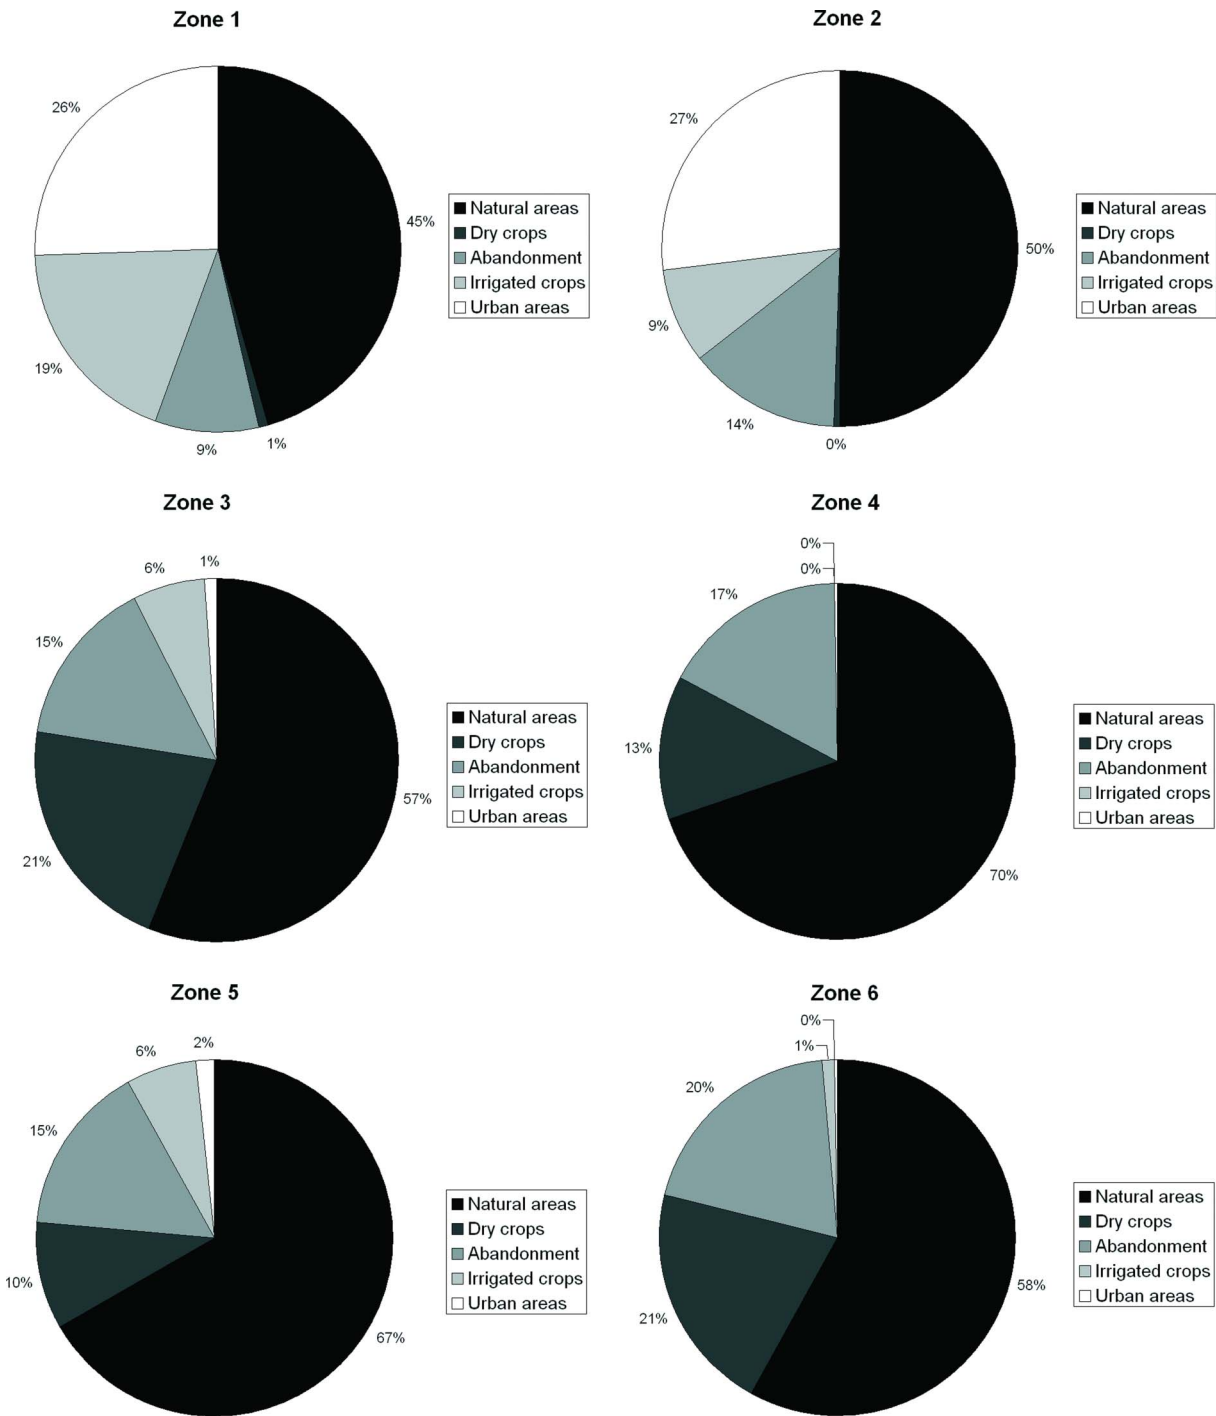 Zone 1
26%
45%
19%
9%
1%
Natural areas
Dry crops
Abandonment
Irrigated crops
Urban areas
Zone 2
27%
50%
9%
14%
0%
Natural areas
Dry crops
Abandonment
Irrigated crops
Urban areas
Zone 3
6%
1%
15%
57%
21%
Natural areas
Dry crops
Abandonment
Irrigated crops
Urban areas
Zone 4
0%
0%
17%
13%
70%
Natural areas
Dry crops
Abandonment
Irrigated crops
Urban areas
Zone 5
6%
2%
15%
10%
67%
Natural areas
Dry crops
Abandonment
Irrigated crops
Urban areas
Zone 6
0%
1%
20%
58%
21%
Natural areas
Dry crops
Abandonment
Irrigated crops
Urban areas